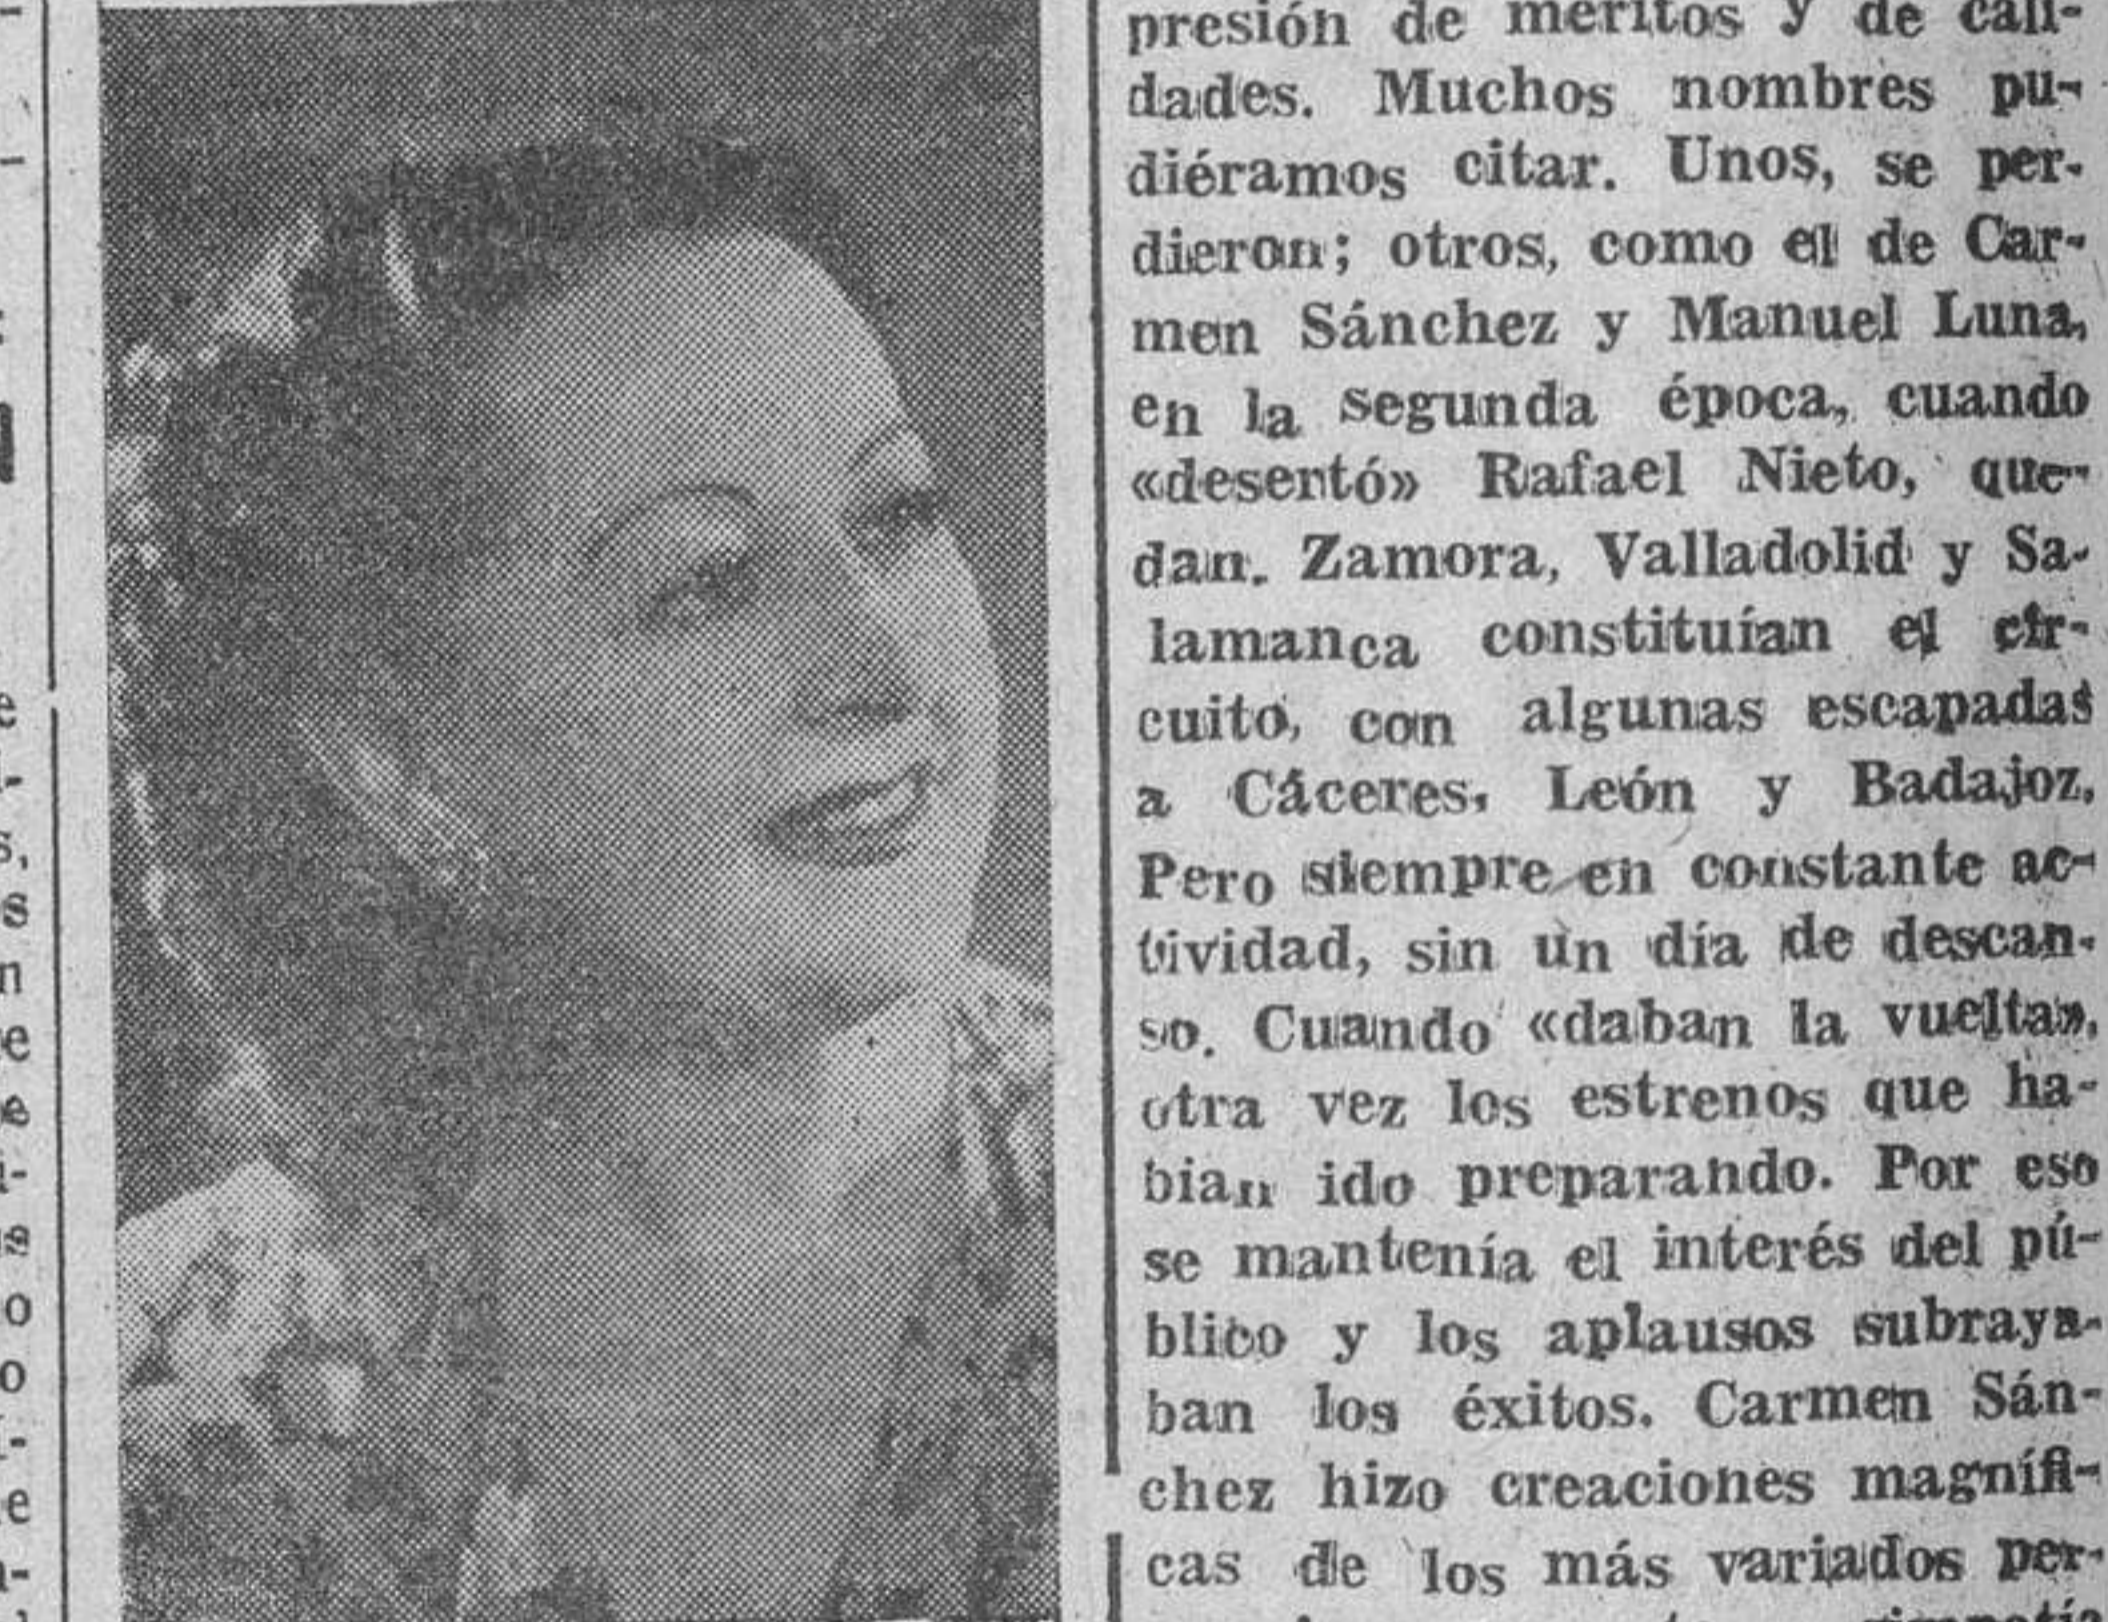 presión de méritos y de cali-
dades. Muchos nombres pu-
diéramos citar. Unos, se per-
dieron; otros, como el de Car-
men Sánchez y Manuel Luna,
en la segunda época, cuando
«desertó» Rafael Nieto, que-
dan. Zamora, Valladolid y Sa-
lamanca constituían el cir-
cuito, con algunas escapadas
a Cáceres, León y Badajoz.
Pero siempre en constante ac-
tividad, sin un día de descan-
so. Cuando «daban la vuelta»,
otra vez los estrenos que ha-
bian ido preparando. Por eso
se mantenía el interés del pú-
blico y los aplausos subraya-
ban los éxitos. Carmen Sán-
chez hizo creaciones magnífi-
cas de los más variados per-